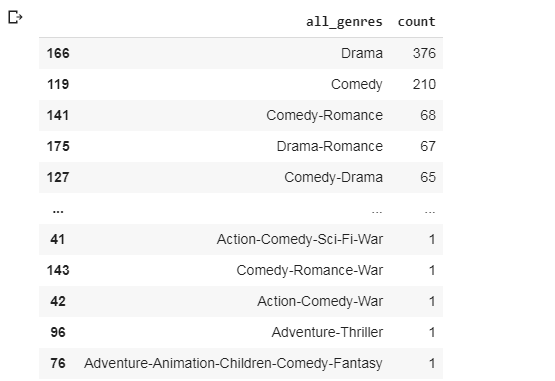 all_genres count
166 Drama 376
119 Comedy 210
141 Comedy-Romance 68
175 Drama-Romance 67
127 Comedy-Drama 65
... ... ...
41 Action-Comedy-Sci-Fi-War 1
143 Comedy-Romance-War 1
42 Action-Comedy-War 1
96 Adventure-Thriller 1
76 Adventure-Animation-Children-Comedy-Fantasy 1